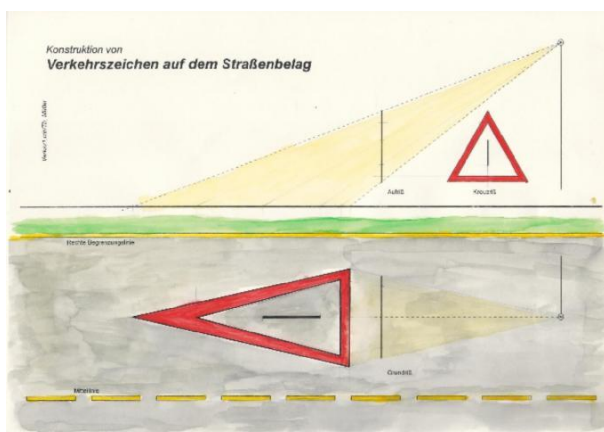 Konstruktion von
Verkehrszeichen auf dem Straßenbelag
Aufriß
Kreuzriß
Rechte Begrenzungslinie
Grundriß
Mittellinie